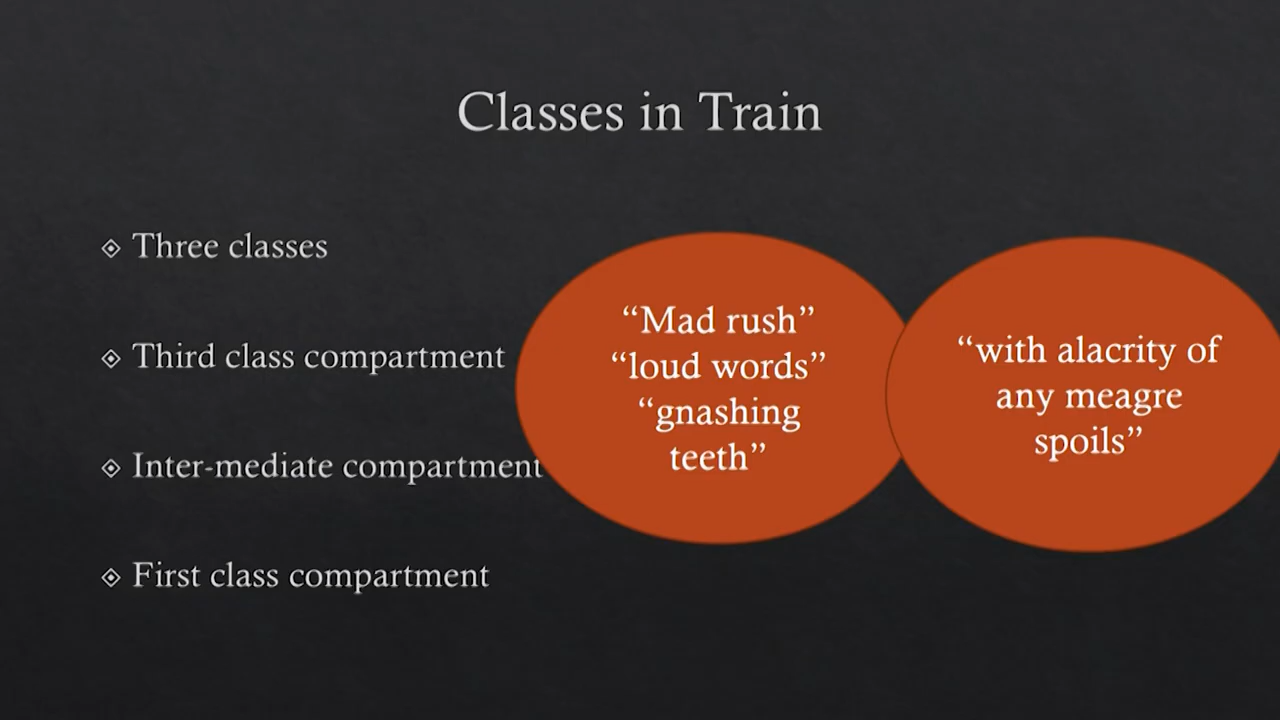 Classes in Train
Three classes
Third class compartment
Inter-mediate compartment
First class compartment
“Mad rush”
“loud words”
“gnashing
teeth”
“with alacrity of
any meagre
spoils”